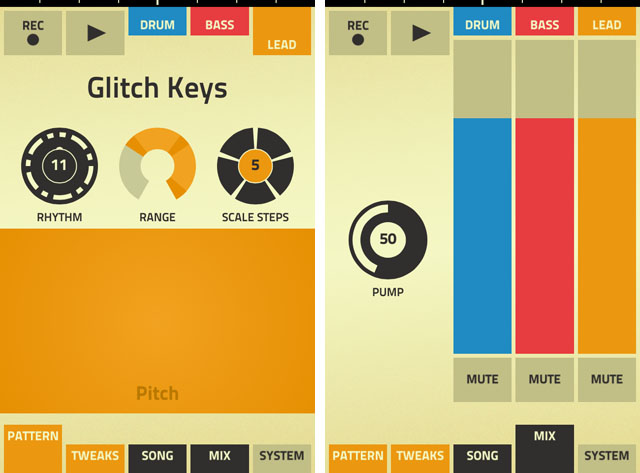 REC
DRUM
BASS
LEAD
Glitch Keys
11
5
RHYTHM
RANGE
SCALE STEPS
Pitch
PATTERN
TWEAKS
SONG
MIX
SYSTEM
REC
DRUM
BASS
LEAD
50
PUMP
MUTE
MUTE
MUTE
PATTERN
TWEAKS
SONG
MIX
SYSTEM